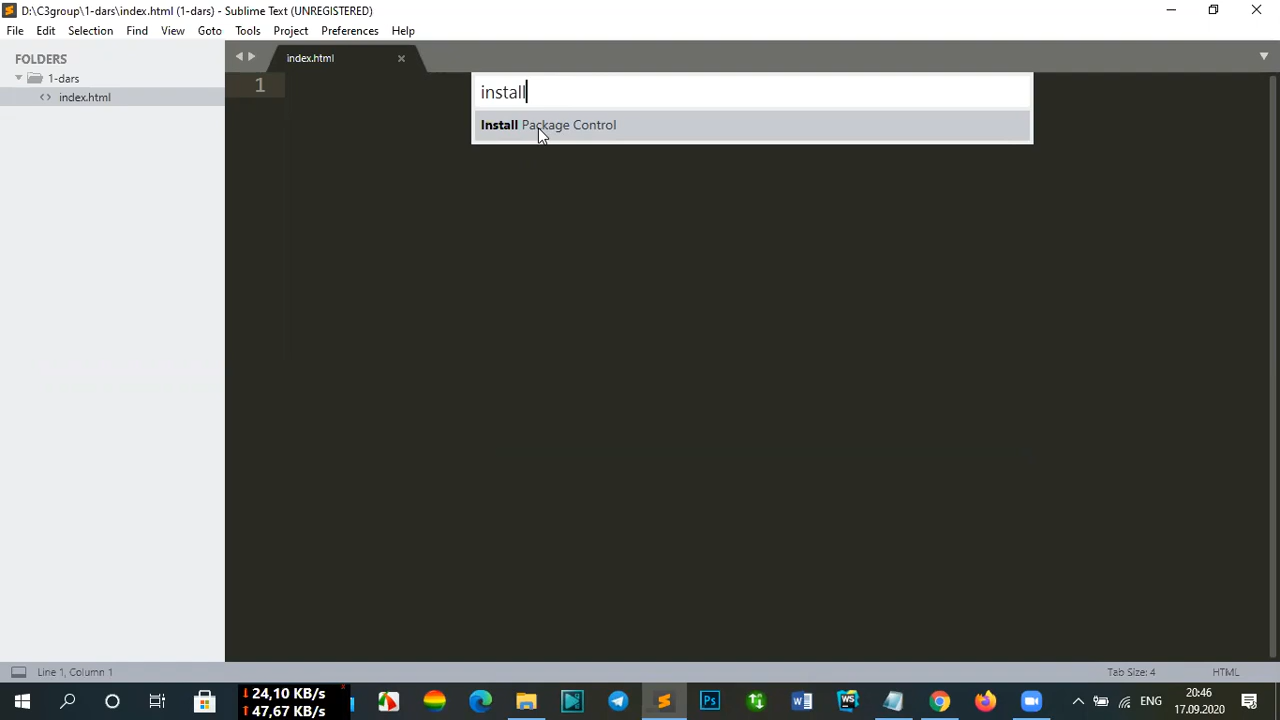 D:\C3group\1-dars\index.html (1-dars) - Sublime Text (UNREGISTERED)
File Edit Selection Find View Goto Tools Project Preferences Help
FOLDERS
1-dars
index.html
index.html
1
install
Install Package Control
Line 1, Column 1
Tab Size: 4
HTML
24,10 KB/s
47,67 KB/s
Ps
W
WS
ENG
20:46
17.09.2020